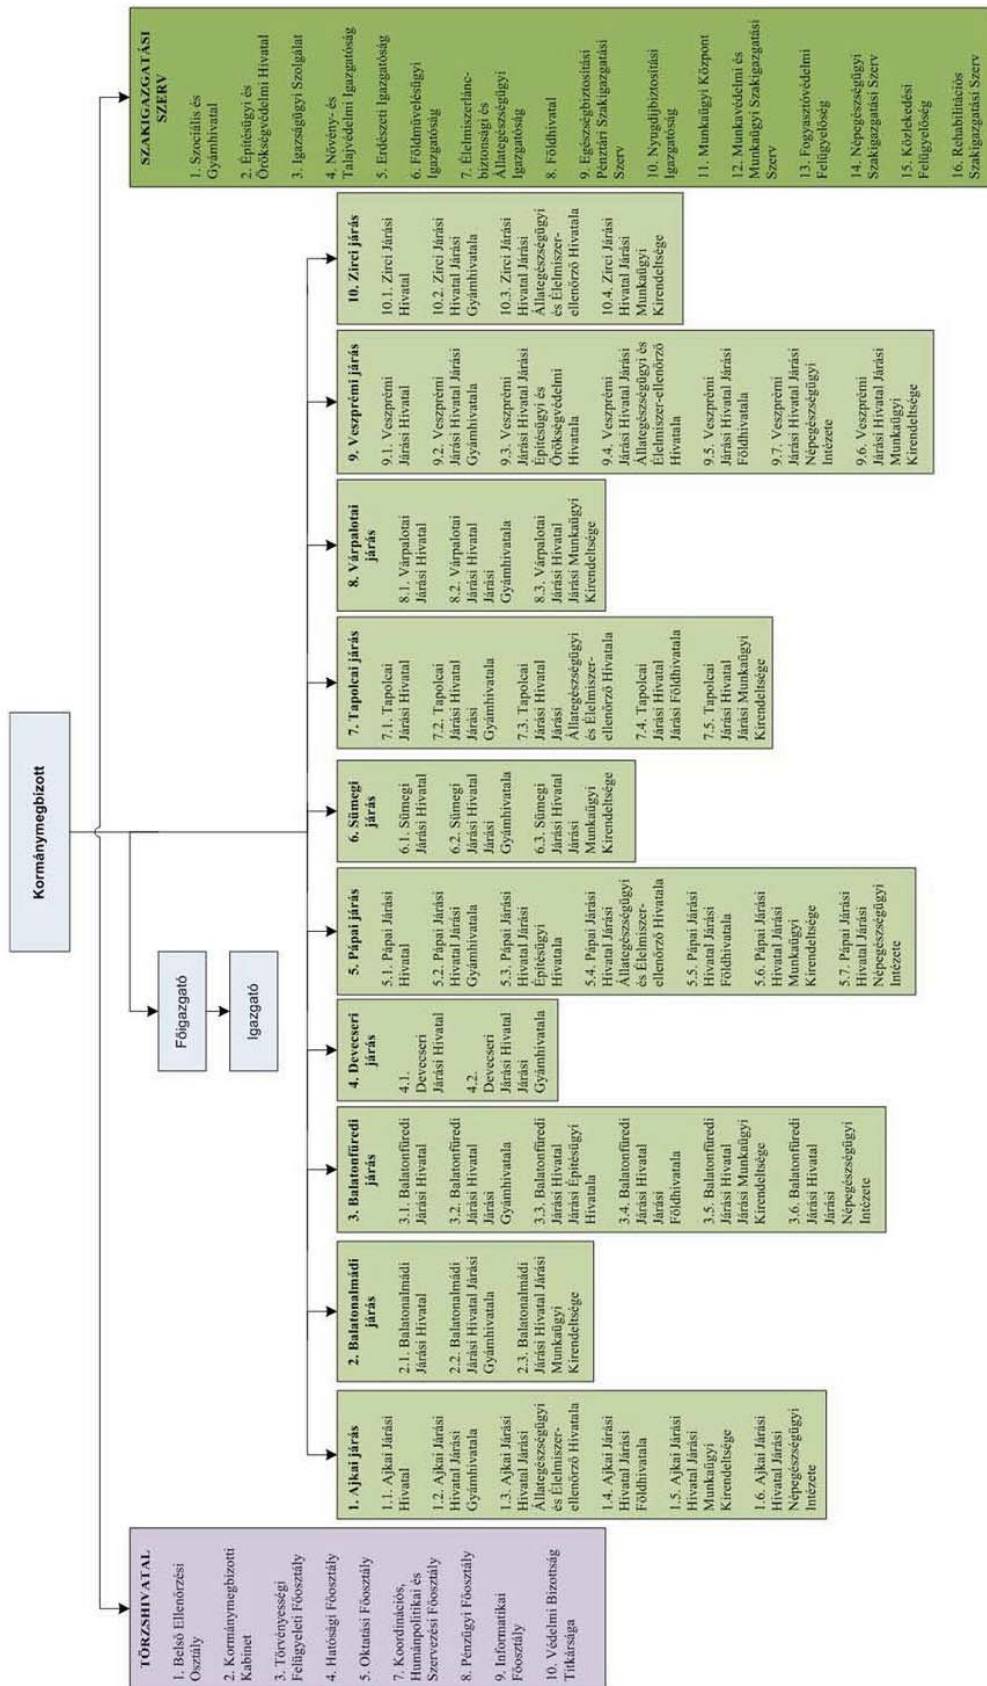 Kormánymegbízott
Főigazgató
Igazgató
TÖRZSHIVATAL
1. Belső Ellenőrzési
Osztály
2. Kormánymegbízotti
Kabinet
3. Törvényességi
Felügyeleti Főosztály
4. Hatósági Főosztály
5. Oktatási Főosztály
7. Koordinációs,
Humánpolitikai és
Szervezési Főosztály
8. Pénzügyi Főosztály
9. Informatikai
Főosztály
10. Védelmi Bizottság
Titkársága
1. Ajkai járás
1.1. Ajkai Járási
Hivatal
1.2. Ajkai Járási
Hivatal Járási
Gyámhivatala
1.3. Ajkai Járási
Hivatal Járási
Állategészségügyi
és Élelmiszer-
ellenőrző Hivatala
1.4. Ajkai Járási
Hivatal Járási
Földhivatala
1.5. Ajkai Járási
Hivatal Járási
Munkaügyi
Kirendeltsége
1.6. Ajkai Járási
Hivatal Járási
Népegészségügyi
Intézete
2. Balatonalmádi
járás
2.1. Balatonalmádi
Járási Hivatal
2.2. Balatonalmádi
Járási Hivatal Járási
Gyámhivatala
2.3. Balatonalmádi
Járási Hivatal Járási
Munkaügyi
Kirendeltsége
3. Balatonfüredi
járás
3.1. Balatonfüredi
Járási Hivatal
3.2. Balatonfüredi
Járási Hivatal
Járási
Gyámhivatala
3.3. Balatonfüredi
Járási Hivatal
Járási Építésügyi
Hivatala
3.4. Balatonfüredi
Járási Hivatal
Járási
Földhivatala
3.5. Balatonfüredi
Járási Hivatal
Járási Munkaügyi
Kirendeltsége
3.6. Balatonfüredi
Járási Hivatal
Járási
Népegészségügyi
Intézete
4. Devecseri
járás
4.1.
Devecseri
Járási Hivatal
4.2.
Devecseri
Járási Hivatal
Járási
Gyámhivatala
5. Pápai járás
5.1. Pápai Járási
Hivatal
5.2. Pápai Járási
Hivatal Járási
Gyámhivatala
5.3. Pápai Járási
Hivatal Járási
Építésügyi
Hivatala
5.4. Pápai Járási
Hivatal Járási
Állategészségügyi
és Élelmiszer-
ellenőrző Hivatala
5.5. Pápai Járási
Hivatal Járási
Földhivatala
5.6. Pápai Járási
Hivatal Járási
Munkaügyi
Kirendeltsége
5.7. Pápai Járási
Hivatal Járási
Népegészségügyi
Intézete
6. Sümegi
járás
6.1. Sümegi
Járási Hivatal
6.2. Sümegi
Járási Hivatal
Járási
Gyámhivatala
6.3. Sümegi
Járási Hivatal
Járási
Munkaügyi
Kirendeltsége
7. Tapolcai járás
7.1. Tapolcai
Járási Hivatal
7.2. Tapolcai
Járási Hivatal
Járási
Gyámhivatala
7.3. Tapolcai
Járási Hivatal
Járási
Állategészségügyi
és Élelmiszer-
ellenőrző Hivatala
7.4. Tapolcai
Járási Hivatal
Járási Földhivatala
7.5. Tapolcai
Járási Hivatal
Járási Munkaügyi
Kirendeltsége
8. Várpalotai
járás
8.1. Várpalotai
Járási Hivatal
8.2. Várpalotai
Járási Hivatal
Járási
Gyámhivatala
8.3. Várpalotai
Járási Hivatal
Járási Munkaügyi
Kirendeltsége
9. Veszprémi járás
9.1. Veszprémi
Járási Hivatal
9.2. Veszprémi
Járási Hivatal Járási
Gyámhivatala
9.3. Veszprémi
Járási Hivatal Járási
Építésügyi és
Örökségvédelmi
Hivatala
9.4. Veszprémi
Járási Hivatal Járási
Állategészségügyi és
Élelmiszer-ellenőrző
Hivatala
9.5. Veszprémi
Járási Hivatal Járási
Földhivatala
9.7. Veszprémi
Járási Hivatal Járási
Népegészségügyi
Intézete
9.6. Veszprémi
Járási Hivatal Járási
Munkaügyi
Kirendeltsége
10. Zirci járás
10.1. Zirci Járási
Hivatal
10.2. Zirci Járási
Hivatal Járási
Gyámhivatala
10.3. Zirci Járási
Hivatal Járási
Állategészségügyi
és Élelmiszer-
ellenőrző Hivatala
10.4. Zirci Járási
Hivatal Járási
Munkaügyi
Kirendeltsége
SZAKIGAZGATÁSI
SZERV
1. Szociális és
Gyámhivatal
2. Építésügyi és
Örökségvédelmi Hivatal
3. Igazságügyi Szolgálat
4. Növény- és
Talajvédelmi Igazgatóság
5. Erdészeti Igazgatóság
6. Földművelésügyi
Igazgatóság
7. Élelmiszerlánc-
biztonsági és
Állategészségügyi
Igazgatóság
8. Földhivatal
9. Egészségbiztosítási
Pénztári Szakigazgatási
Szerv
10. Nyugdíjbiztosítási
Igazgatóság
11. Munkaügyi Központ
12. Munkavédelmi és
Munkaügyi Szakigazgatási
Szerv
13. Fogyasztóvédelmi
Felügyelőség
14. Népegészségügyi
Szakigazgatási Szerv
15. Közlekedési
Felügyelőség
16. Rehabilitációs
Szakigazgatási Szerv